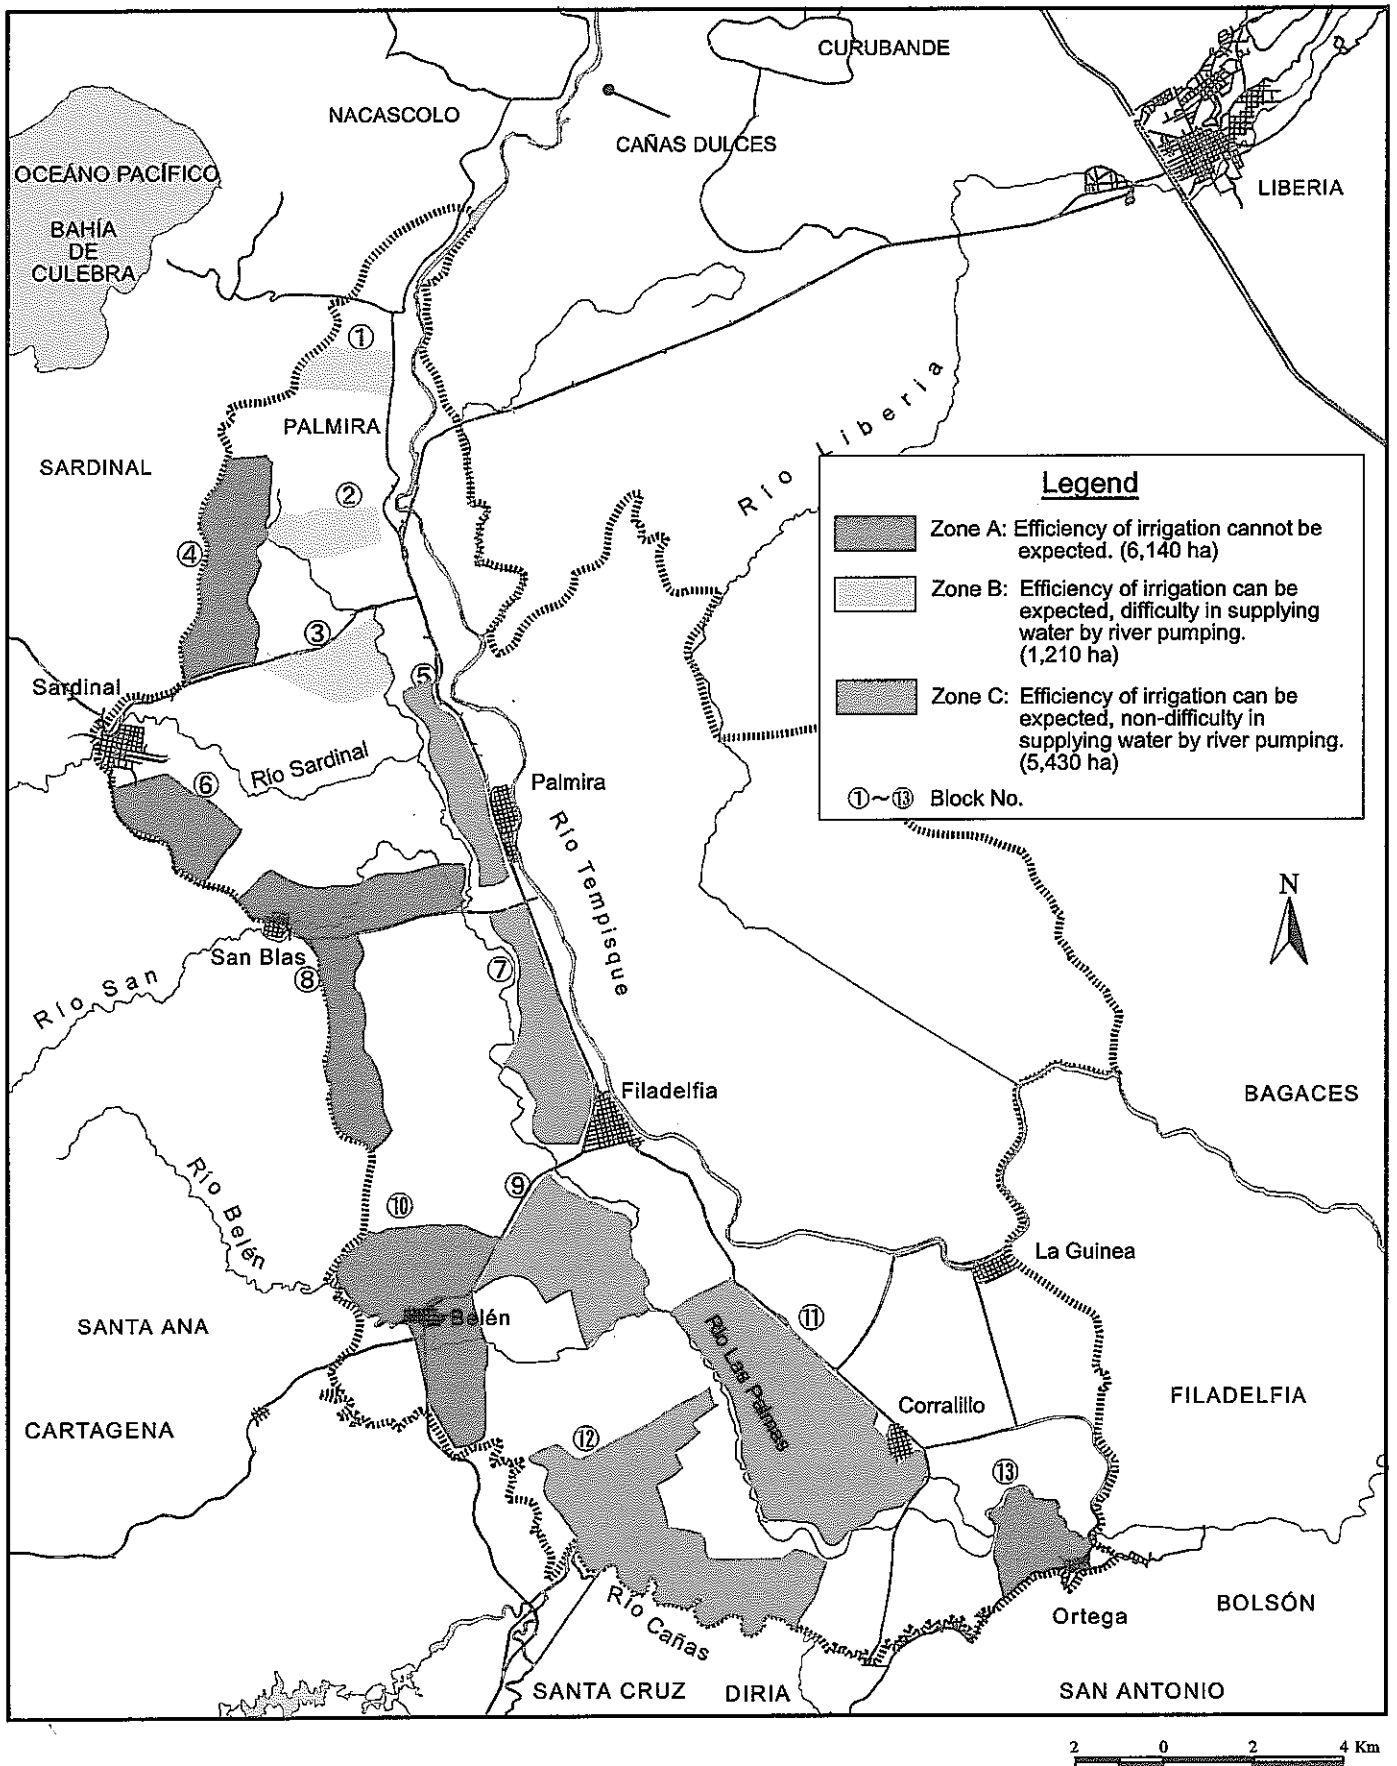 CURUBANDE
NACASCOLO
CAÑAS DULCES
OCEÁNO PACÍFICO
LIBERIA
BAHÍA
DE
CULEBRA
①
PALMIRA
Río Liberia
SARDINAL
②
④
③
Legend
Zone A: Efficiency of irrigation cannot be
expected. (6,140 ha)
Zone B: Efficiency of irrigation can be
expected, difficulty in supplying
water by river pumping.
(1,210 ha)
Zone C: Efficiency of irrigation can be
expected, non-difficulty in
supplying water by river pumping.
(5,430 ha)
①~⑬ Block No.
⑤
Sardinal
Río Sardinal
⑥
Palmira
Río Tempisque
N
San Blas
⑦
⑧
Río San
Filadelfia
BAGACES
Río Belén
⑨
⑩
La Guinea
SANTA ANA
Belén
⑪
Río Las Palmas
FILADELFIA
Corralillo
CARTAGENA
⑫
⑬
Río Cañas
Ortega
BOLSÓN
SANTA CRUZ
DIRIA
SAN ANTONIO
2 0 2 4 Km